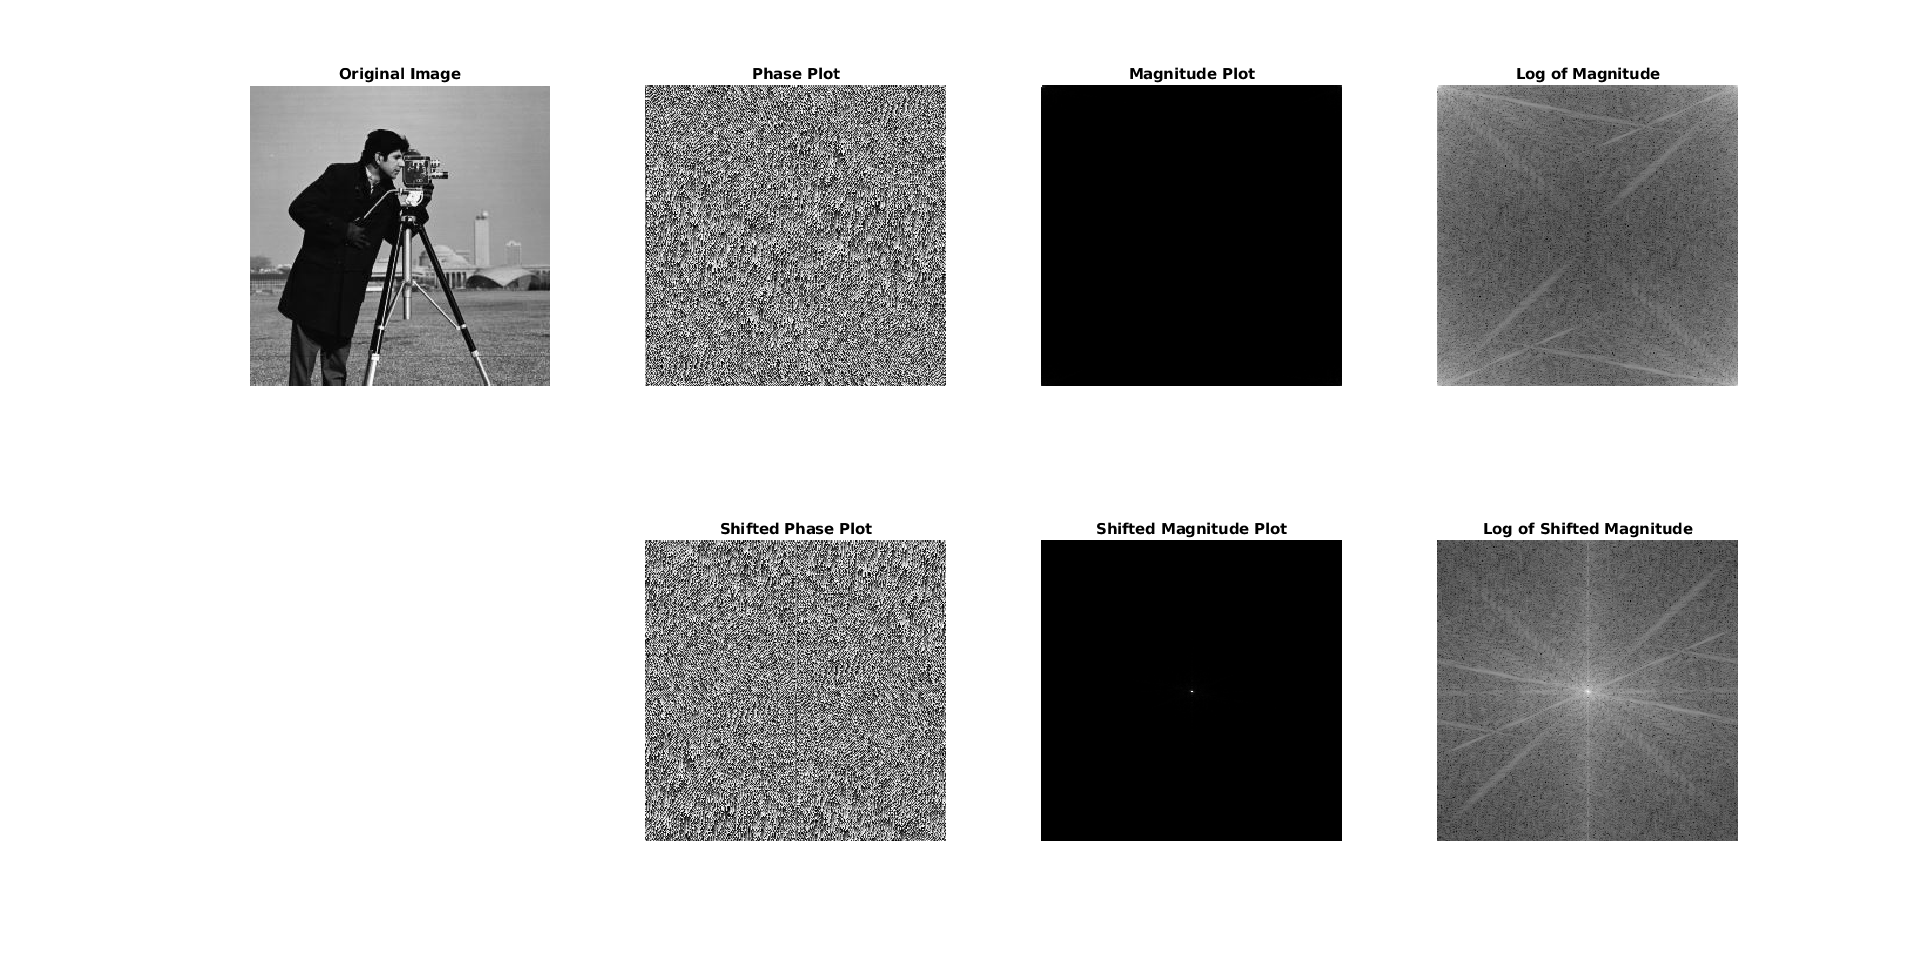 Original Image
Phase Plot
Magnitude Plot
Log of Magnitude
Shifted Phase Plot
Shifted Magnitude Plot
Log of Shifted Magnitude